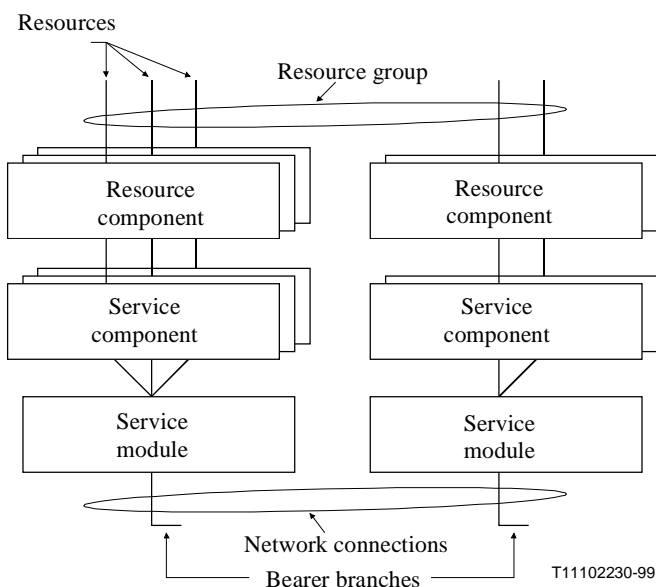 Resources
Resource group
Resource
component
Resource
component
Service
component
Service
component
Service
module
Service
module
Network connections
Bearer branches
T11102230-99